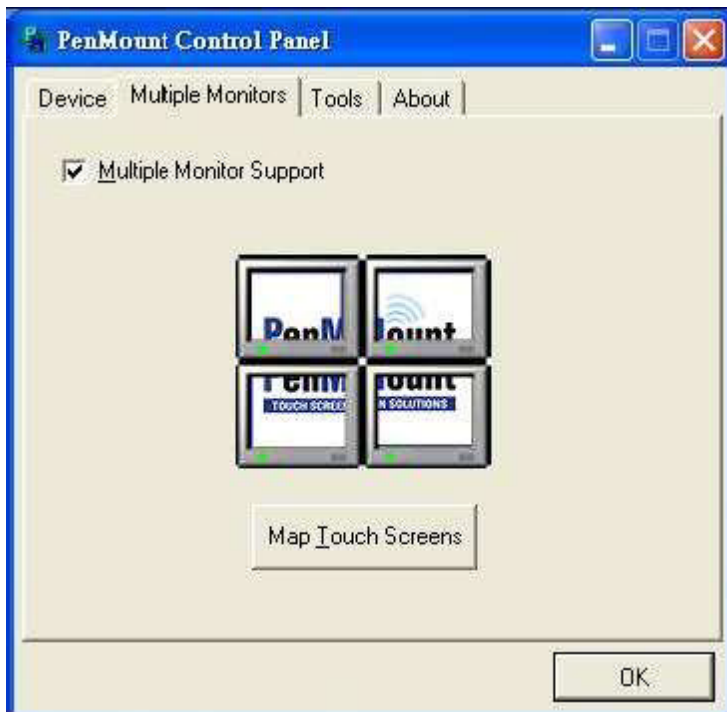 PenMount Control Panel
Device Multiple Monitors Tools About
Multiple Monitor Support
PenMount
PenMount
TOUCH SCREEN SOLUTIONS
Map Touch Screens
OK